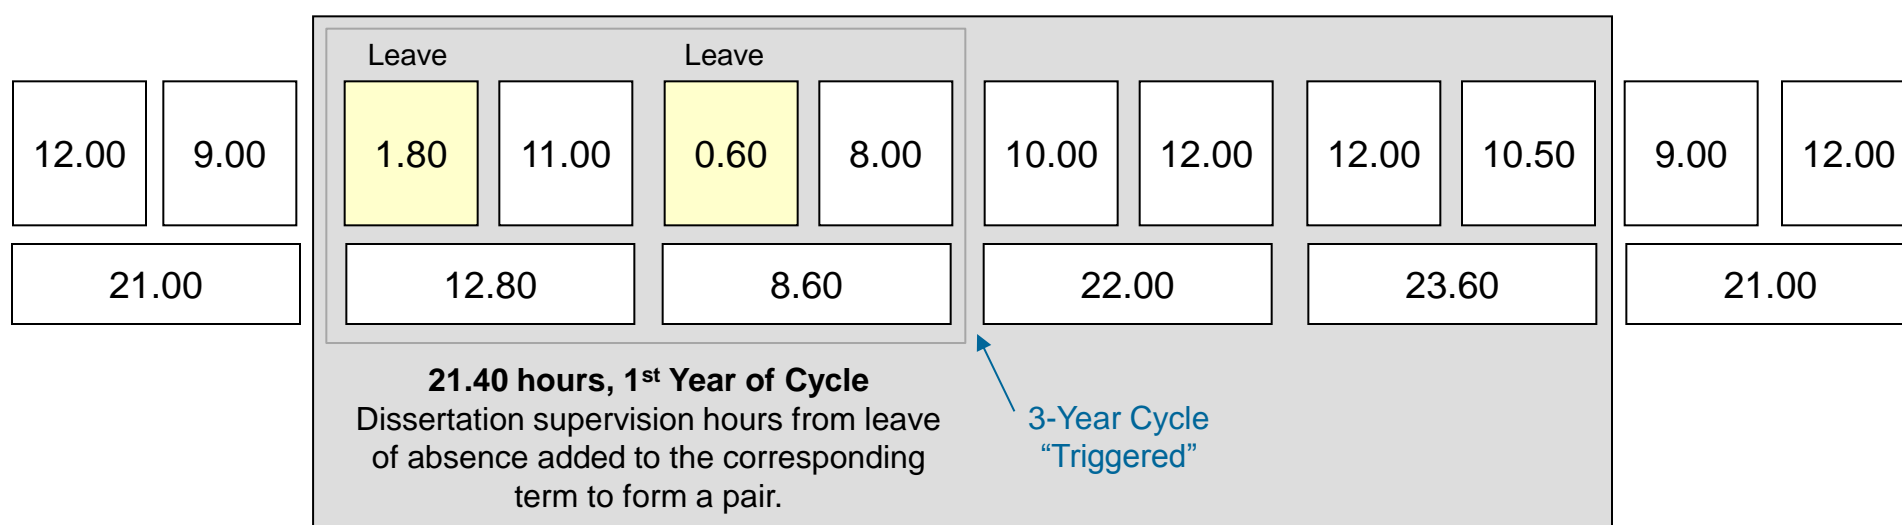 Leave Leave
12.00 9.00 1.80 11.00 0.60 8.00 10.00 12.00 12.00 10.50 9.00 12.00
21.00 12.80 8.60 22.00 23.60 21.00
21.40 hours, 1st Year of Cycle
Dissertation supervision hours from leave
of absence added to the corresponding
term to form a pair.
3-Year Cycle
“Triggered”